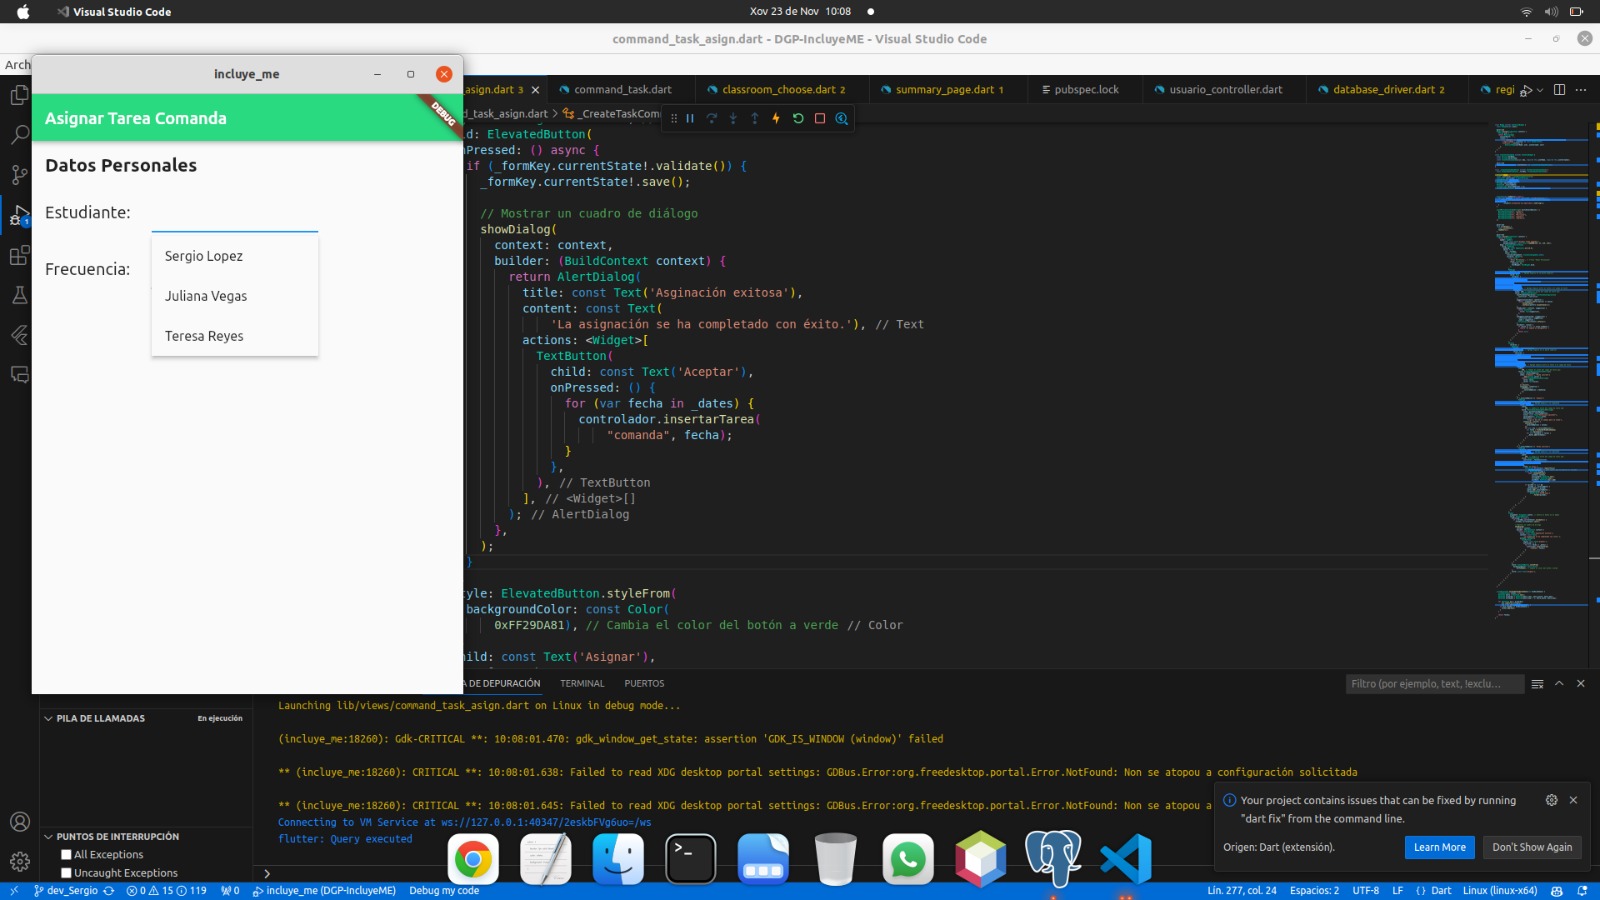 Visual Studio Code
Xov 23 de Nov 10:08
command_task_asign.dart - DGP-IncluyeME - Visual Studio Code
Arch
incluye_me
Asignar Tarea Comanda
DEBUG
Datos Personales
Estudiante:
Frecuencia:
Sergio Lopez
Juliana Vegas
Teresa Reyes
asign.dart 3
command_task.dart
classroom_choose.dart 2
summary_page.dart 1
pubspec.lock
usuario_controller.dart
database_driver.dart 2
regi
d_task_asign.dart > _CreateTaskCom
d: ElevatedButton(
nPressed: () async {
if (_formKey.currentState!.validate()) {
_formKey.currentState!.save();
// Mostrar un cuadro de diálogo
showDialog(
context: context,
builder: (BuildContext context) {
return AlertDialog(
title: const Text('Asginación exitosa'),
content: const Text(
'La asignación se ha completado con éxito.'), // Text
actions: <Widget>[
TextButton(
child: const Text('Aceptar'),
onPressed: () {
for (var fecha in _dates) {
controlador.insertarTarea(
"comanda", fecha);
}
},
), // TextButton
], // <Widget>[]
); // AlertDialog
},
);
}
yle: ElevatedButton.styleFrom(
backgroundColor: const Color(
0xFF29DA81), // Cambia el color del botón a verde // Color
ild: const Text('Asignar'),
A DE DEPURACIÓN
TERMINAL
PUERTOS
Filtro (por ejemplo, text, !exclu...
PILA DE LLAMADAS
En ejecución
PUNTOS DE INTERRUPCIÓN
All Exceptions
Uncaught Exceptions
Launching lib/views/command_task_asign.dart on Linux in debug mode...
(incluye_me:18260): Gdk-CRITICAL **: 10:08:01.470: gdk_window_get_state: assertion 'GDK_IS_WINDOW (window)' failed
** (incluye_me:18260): CRITICAL **: 10:08:01.638: Failed to read XDG desktop portal settings: GDBus.Error:org.freedesktop.portal.Error.NotFound: Non se atopou a configuración solicitada
** (incluye_me:18260): CRITICAL **: 10:08:01.645: Failed to read XDG desktop portal settings: GDBus.Error:org.freedesktop.portal.Error.NotFound: Non se atopou a
Connecting to VM Service at ws://127.0.0.1:40347/2eskbFVg6uo=/ws
flutter: Query executed
>
Your project contains issues that can be fixed by running
"dart fix" from the command line.
Origen: Dart (extensión).
Learn More
Don't Show Again
dev_Sergio
0 15 119
0
incluye_me (DGP-IncluyeME)
Debug my code
Lín. 277, col. 24
Espacios: 2
UTF-8
LF
{ } Dart
Linux (linux-x64)